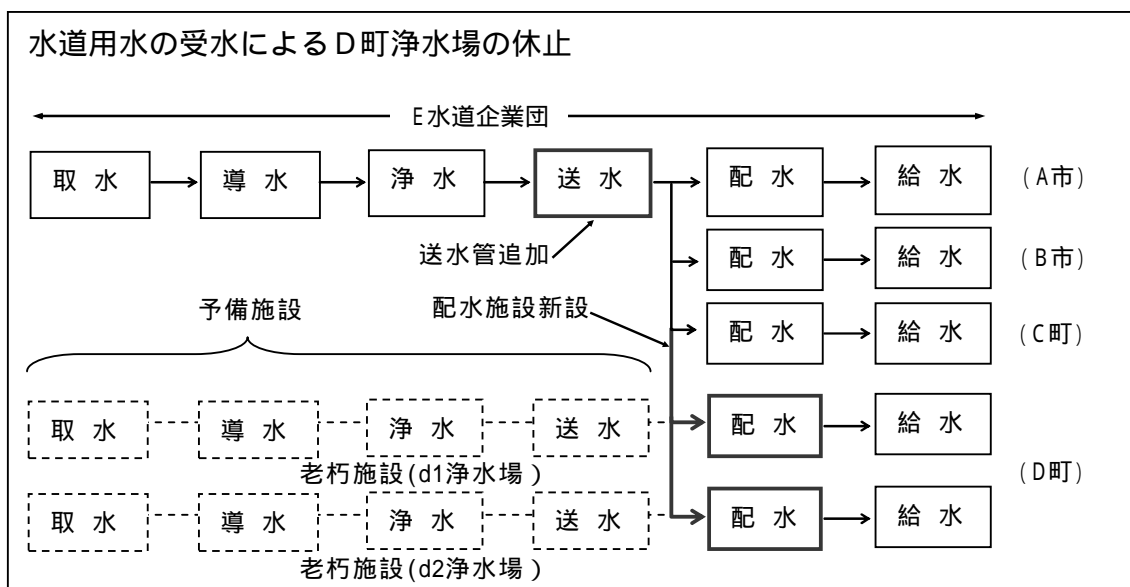 水道用水の受水によるD町浄水場の休止
E水道企業団
取 水 導 水 浄 水 送 水 配 水 給 水 (A市)
送水管追加
配 水 給 水 (B市)
予備施設 配水施設新設
配 水 給 水 (C町)
取 水 導 水 浄 水 送 水 配 水 給 水
老朽施設(d1浄水場)
(D町)
取 水 導 水 浄 水 送 水 配 水 給 水
老朽施設(d2浄水場)